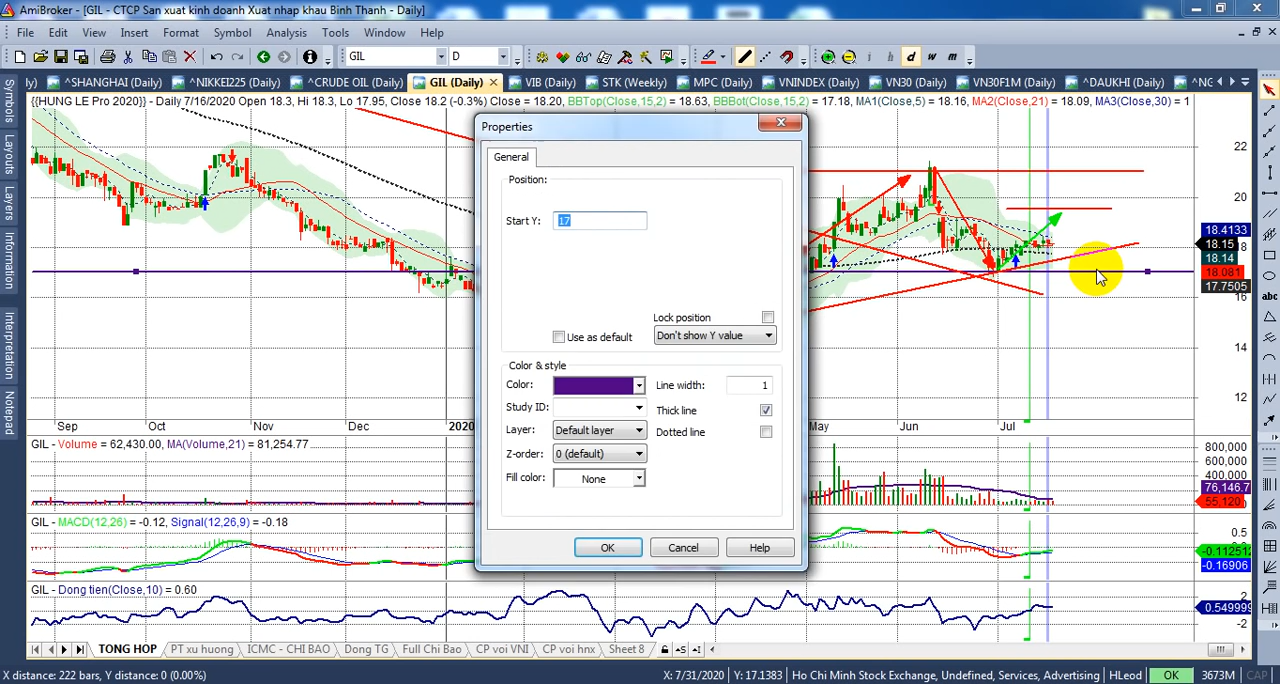 AmiBroker - [GIL - CTCP San xuat kinh doanh Xuat nhap khau Binh Thanh - Daily]
File Edit View Insert Format Symbol Analysis Tools Window Help
GIL D i h d w m
ly) ^SHANGHAI (Daily) ^NIKKEI225 (Daily) ^CRUDE OIL (Daily) GIL (Daily) VIB (Daily) STK (Weekly) MPC (Daily) VNINDEX (Daily) VN30 (Daily) VN30F1M (Daily) ^DAUKHI (Daily) ^NG
{{HUNG LE Pro 2020}} - Daily 7/16/2020 Open 18.3, Hi 18.3, Lo 17.95, Close 18.2 (-0.3%) Close = 18.20, BBTop(Close,15,2) = 18.63, BBBot(Close,15,2) = 17.18, MA1(Close,5) = 18.16, MA2(Close,21) = 18.09, MA3(Close,30) = 1
Symbols
Layouts
Layers
Information
Interpretation
Notepad
Properties
General
Position:
Start Y: 17
Lock position
Use as default Don't show Y value
Color & style
Color: Line width: 1
Study ID: Thick line
Layer: Default layer Dotted line
Z-order: 0 (default)
Fill color: None
OK Cancel Help
22
20
18.4133
18.15
18
18.14
18.081
17.7505
16
14
12
abc
Sep Oct Nov Dec 2020 May Jun Jul
GIL - Volume = 62,430.00, MA(Volume,21) = 81,254.77
800,000
600,000
400,000
76,146.7
55,120
GIL - MACD(12,26) = -0.12, Signal(12,26,9) = -0.18
0.5
-0.112512
-0.16906
GIL - Dong tien(Close,10) = 0.60
2
0.549999
-2
TONG HOP PT xu huong ICMC - CHI BAO Dong TG Full Chi Bao CP voi VNI CP voi hnx Sheet 8
X distance: 222 bars, Y distance: 0 (0.00%) X: 7/31/2020 Y: 17.1383 Ho Chi Minh Stock Exchange, Undefined, Services, Advertising HLeod OK 3673M CAP